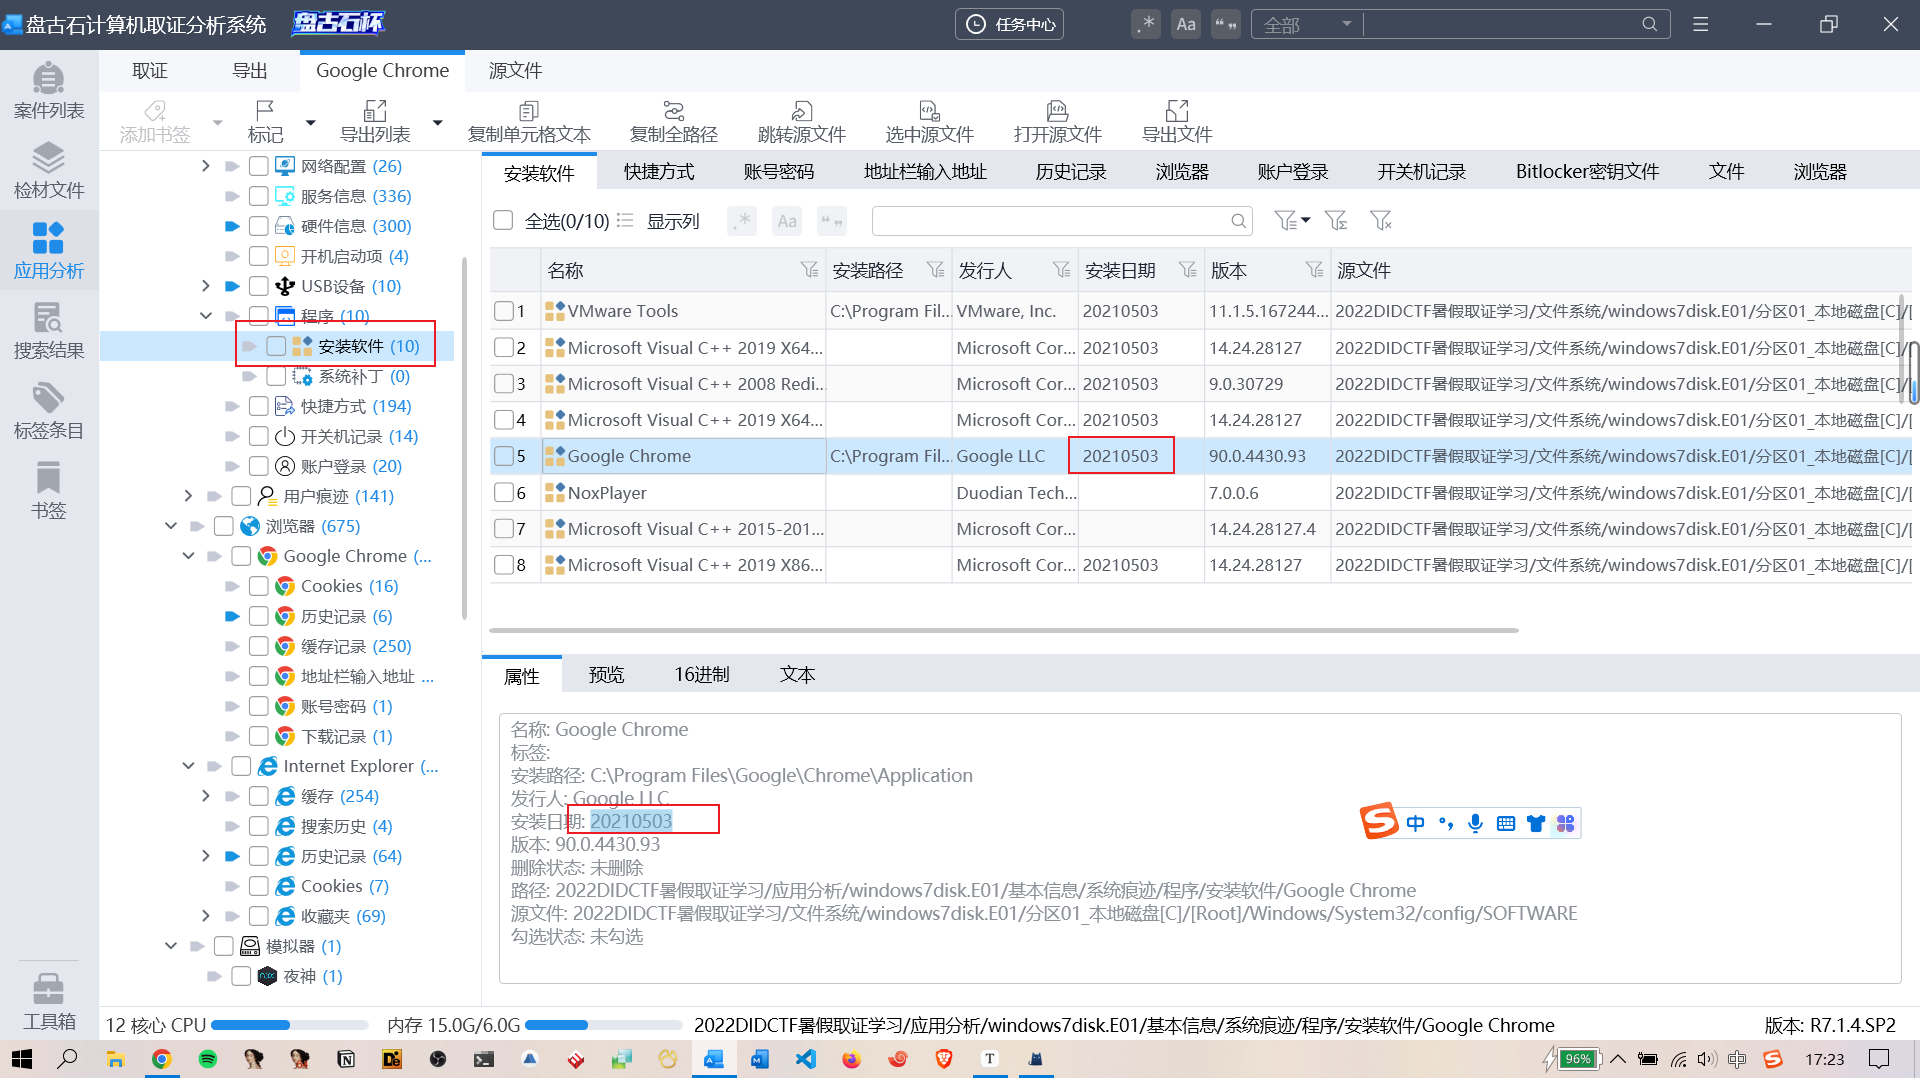 盘古石计算机取证分析系统
盘古石杯
任务中心
.*
Aa
“ ”
全部
案件列表
检材文件
应用分析
搜索结果
标签条目
书签
工具箱
取证
导出
Google Chrome
源文件
添加书签
标记
导出列表
复制单元格文本
复制全路径
跳转源文件
选中源文件
打开源文件
导出文件
网络配置 (26)
服务信息 (336)
硬件信息 (300)
开机启动项 (4)
USB设备 (10)
程序 (10)
安装软件 (10)
系统补丁 (0)
快捷方式 (194)
开关机记录 (14)
账户登录 (20)
用户痕迹 (141)
浏览器 (675)
Google Chrome (...
Cookies (16)
历史记录 (6)
缓存记录 (250)
地址栏输入地址 ...
账号密码 (1)
下载记录 (1)
Internet Explorer (...
缓存 (254)
搜索历史 (4)
历史记录 (64)
Cookies (7)
收藏夹 (69)
模拟器 (1)
夜神 (1)
安装软件
快捷方式
账号密码
地址栏输入地址
历史记录
浏览器
账户登录
开关机记录
Bitlocker密钥文件
文件
浏览器
全选(0/10)
显示列
.*
Aa
“ ”
名称 安装路径 发行人 安装日期 版本 源文件
1 VMware Tools C:\Program Fil... VMware, Inc. 20210503 11.1.5.167244... 2022DIDCTF暑假取证学习/文件系统/windows7disk.E01/分区01_本地磁盘[C]/[
2 Microsoft Visual C++ 2019 X64... Microsoft Cor... 20210503 14.24.28127 2022DIDCTF暑假取证学习/文件系统/windows7disk.E01/分区01_本地磁盘[C]/[
3 Microsoft Visual C++ 2008 Redi... Microsoft Cor... 20210503 9.0.30729 2022DIDCTF暑假取证学习/文件系统/windows7disk.E01/分区01_本地磁盘[C]/[
4 Microsoft Visual C++ 2019 X64... Microsoft Cor... 20210503 14.24.28127 2022DIDCTF暑假取证学习/文件系统/windows7disk.E01/分区01_本地磁盘[C]/[
5 Google Chrome C:\Program Fil... Google LLC 20210503 90.0.4430.93 2022DIDCTF暑假取证学习/文件系统/windows7disk.E01/分区01_本地磁盘[C]/[
6 NoxPlayer Duodian Tech... 7.0.0.6 2022DIDCTF暑假取证学习/文件系统/windows7disk.E01/分区01_本地磁盘[C]/[
7 Microsoft Visual C++ 2015-201... Microsoft Cor... 14.24.28127.4 2022DIDCTF暑假取证学习/文件系统/windows7disk.E01/分区01_本地磁盘[C]/[
8 Microsoft Visual C++ 2019 X86... Microsoft Cor... 20210503 14.24.28127 2022DIDCTF暑假取证学习/文件系统/windows7disk.E01/分区01_本地磁盘[C]/[
属性
预览
16进制
文本
名称: Google Chrome
标签:
安装路径: C:\Program Files\Google\Chrome\Application
发行人: Google LLC
安装日期: 20210503
版本: 90.0.4430.93
删除状态: 未删除
路径: 2022DIDCTF暑假取证学习/应用分析/windows7disk.E01/基本信息/系统痕迹/程序/安装软件/Google Chrome
源文件: 2022DIDCTF暑假取证学习/文件系统/windows7disk.E01/分区01_本地磁盘[C]/[Root]/Windows/System32/config/SOFTWARE
勾选状态: 未勾选
中
12 核心 CPU
内存 15.0G/6.0G
2022DIDCTF暑假取证学习/应用分析/windows7disk.E01/基本信息/系统痕迹/程序/安装软件/Google Chrome
版本: R7.1.4.SP2
96%
中
17:23